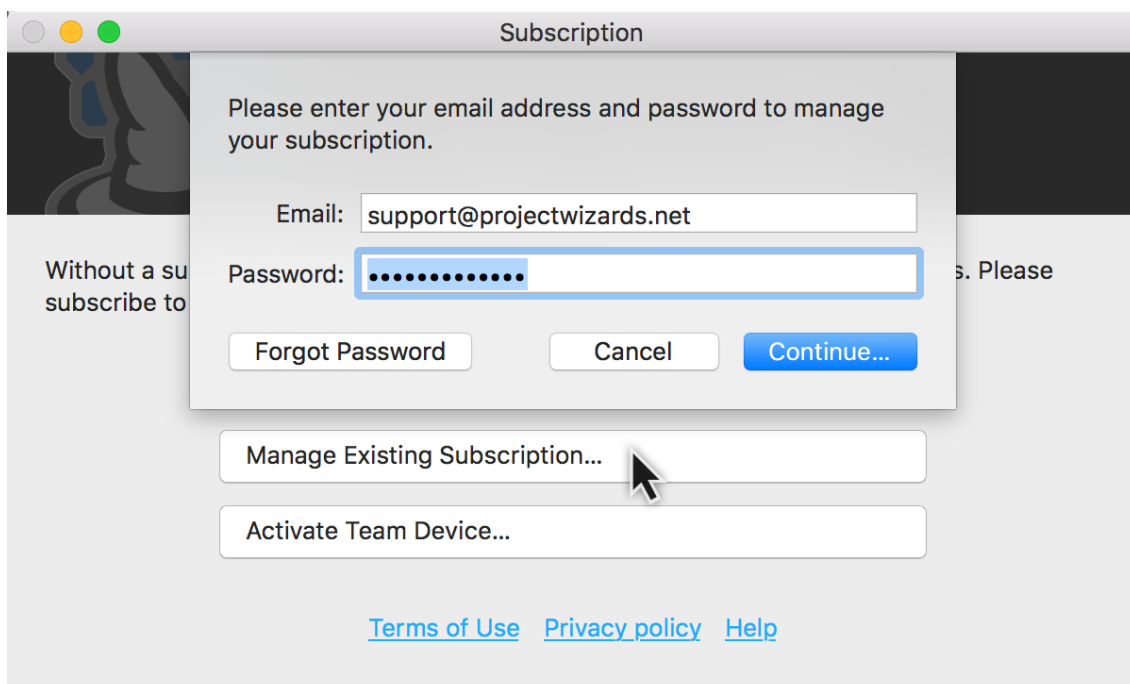 Subscription
Please enter your email address and password to manage
your subscription.
Email: support@projectwizards.net
Password: •••••••••••••
Forgot Password Cancel Continue...
Without a su s. Please
subscribe to
Manage Existing Subscription...
Activate Team Device...
Terms of Use Privacy policy Help